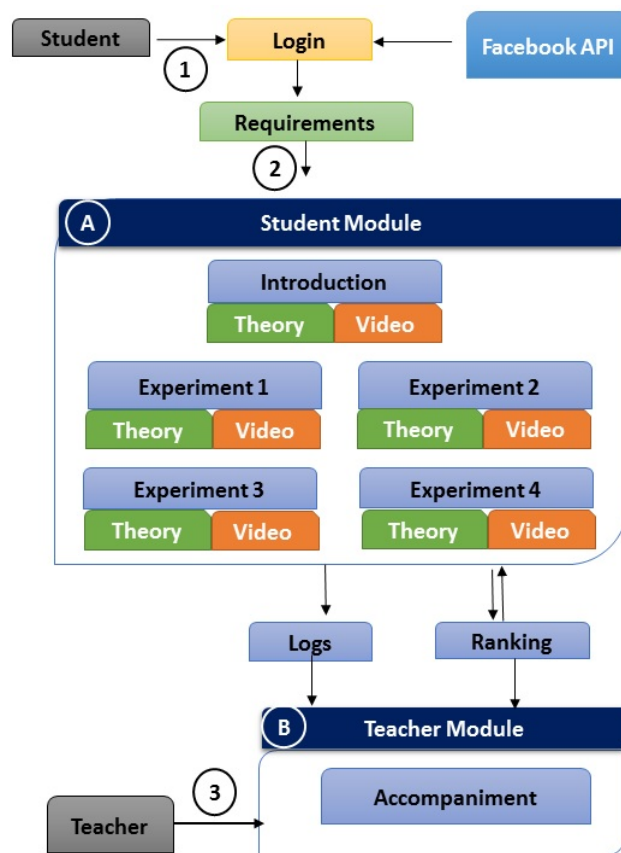 Student
Login
Facebook API
1
Requirements
2
A
Student Module
Introduction
Theory Video
Experiment 1
Experiment 2
Theory Video
Theory Video
Experiment 3
Experiment 4
Theory Video
Theory Video
Logs
Ranking
B
Teacher Module
Accompaniment
3
Teacher